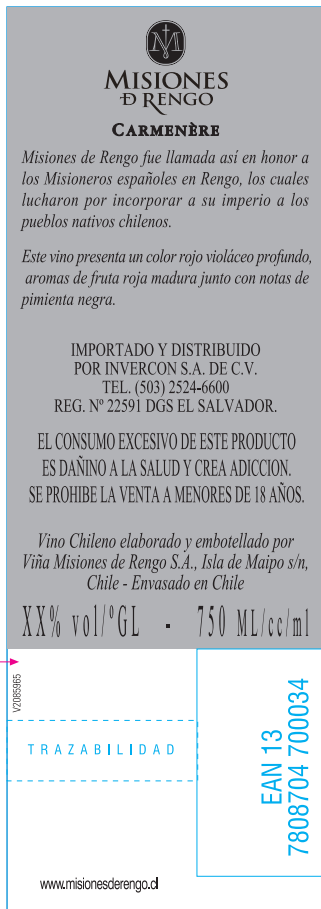 M
MISIONES
D RENGO
CARMENÈRE
Misiones de Rengo fue llamada así en honor a
los Misioneros españoles en Rengo, los cuales
lucharon por incorporar a su imperio a los
pueblos nativos chilenos.
Este vino presenta un color rojo violáceo profundo,
aromas de fruta roja madura junto con notas de
pimienta negra.
IMPORTADO Y DISTRIBUIDO
POR INVERCON S.A. DE C.V.
TEL. (503) 2524-6600
REG. Nº 22591 DGS EL SALVADOR.
EL CONSUMO EXCESIVO DE ESTE PRODUCTO
ES DAÑINO A LA SALUD Y CREA ADICCION.
SE PROHIBE LA VENTA A MENORES DE 18 AÑOS.
Vino Chileno elaborado y embotellado por
Viña Misiones de Rengo S.A., Isla de Maipo s/n,
Chile - Envasado en Chile
XX% vol/°GL - 750 ML/cc/ml
V2085965
TRAZABILIDAD
EAN 13
7808704 700034
www.misionesderengo.cl